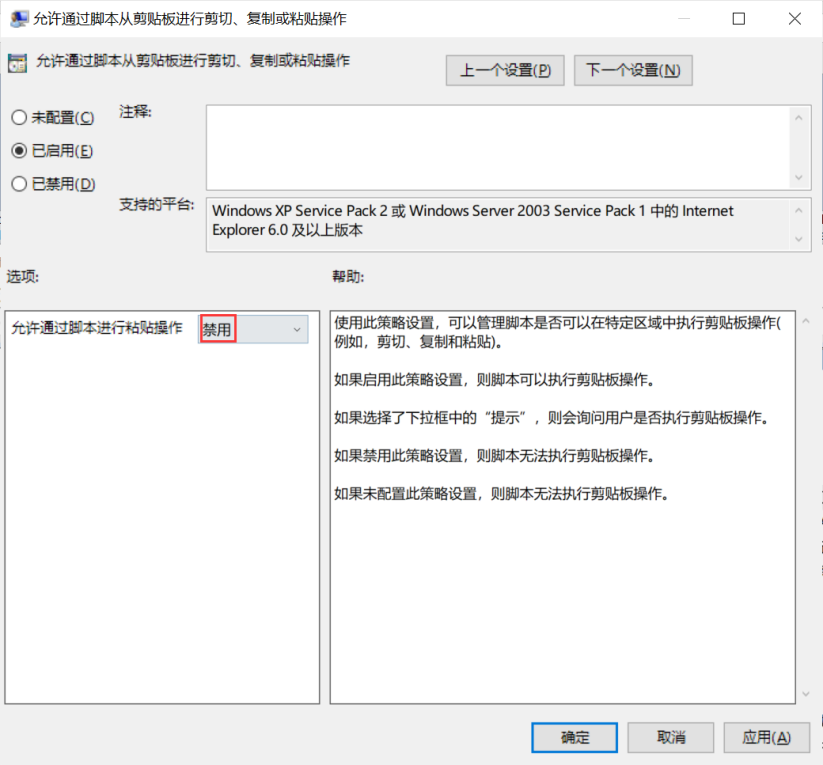 允许通过脚本从剪贴板进行剪切、复制或粘贴操作
允许通过脚本从剪贴板进行剪切、复制或粘贴操作
上一个设置(P)
下一个设置(N)
未配置(C)
注释:
已启用(E)
已禁用(D)
支持的平台:
Windows XP Service Pack 2 或 Windows Server 2003 Service Pack 1 中的 Internet
Explorer 6.0 及以上版本
选项:
帮助:
允许通过脚本进行粘贴操作
禁用
使用此策略设置，可以管理脚本是否可以在特定区域中执行剪贴板操作(
例如，剪切、复制和粘贴)。
如果启用此策略设置，则脚本可以执行剪贴板操作。
如果选择了下拉框中的“提示”，则会询问用户是否执行剪贴板操作。
如果禁用此策略设置，则脚本无法执行剪贴板操作。
如果未配置此策略设置，则脚本无法执行剪贴板操作。
确定
取消
应用(A)